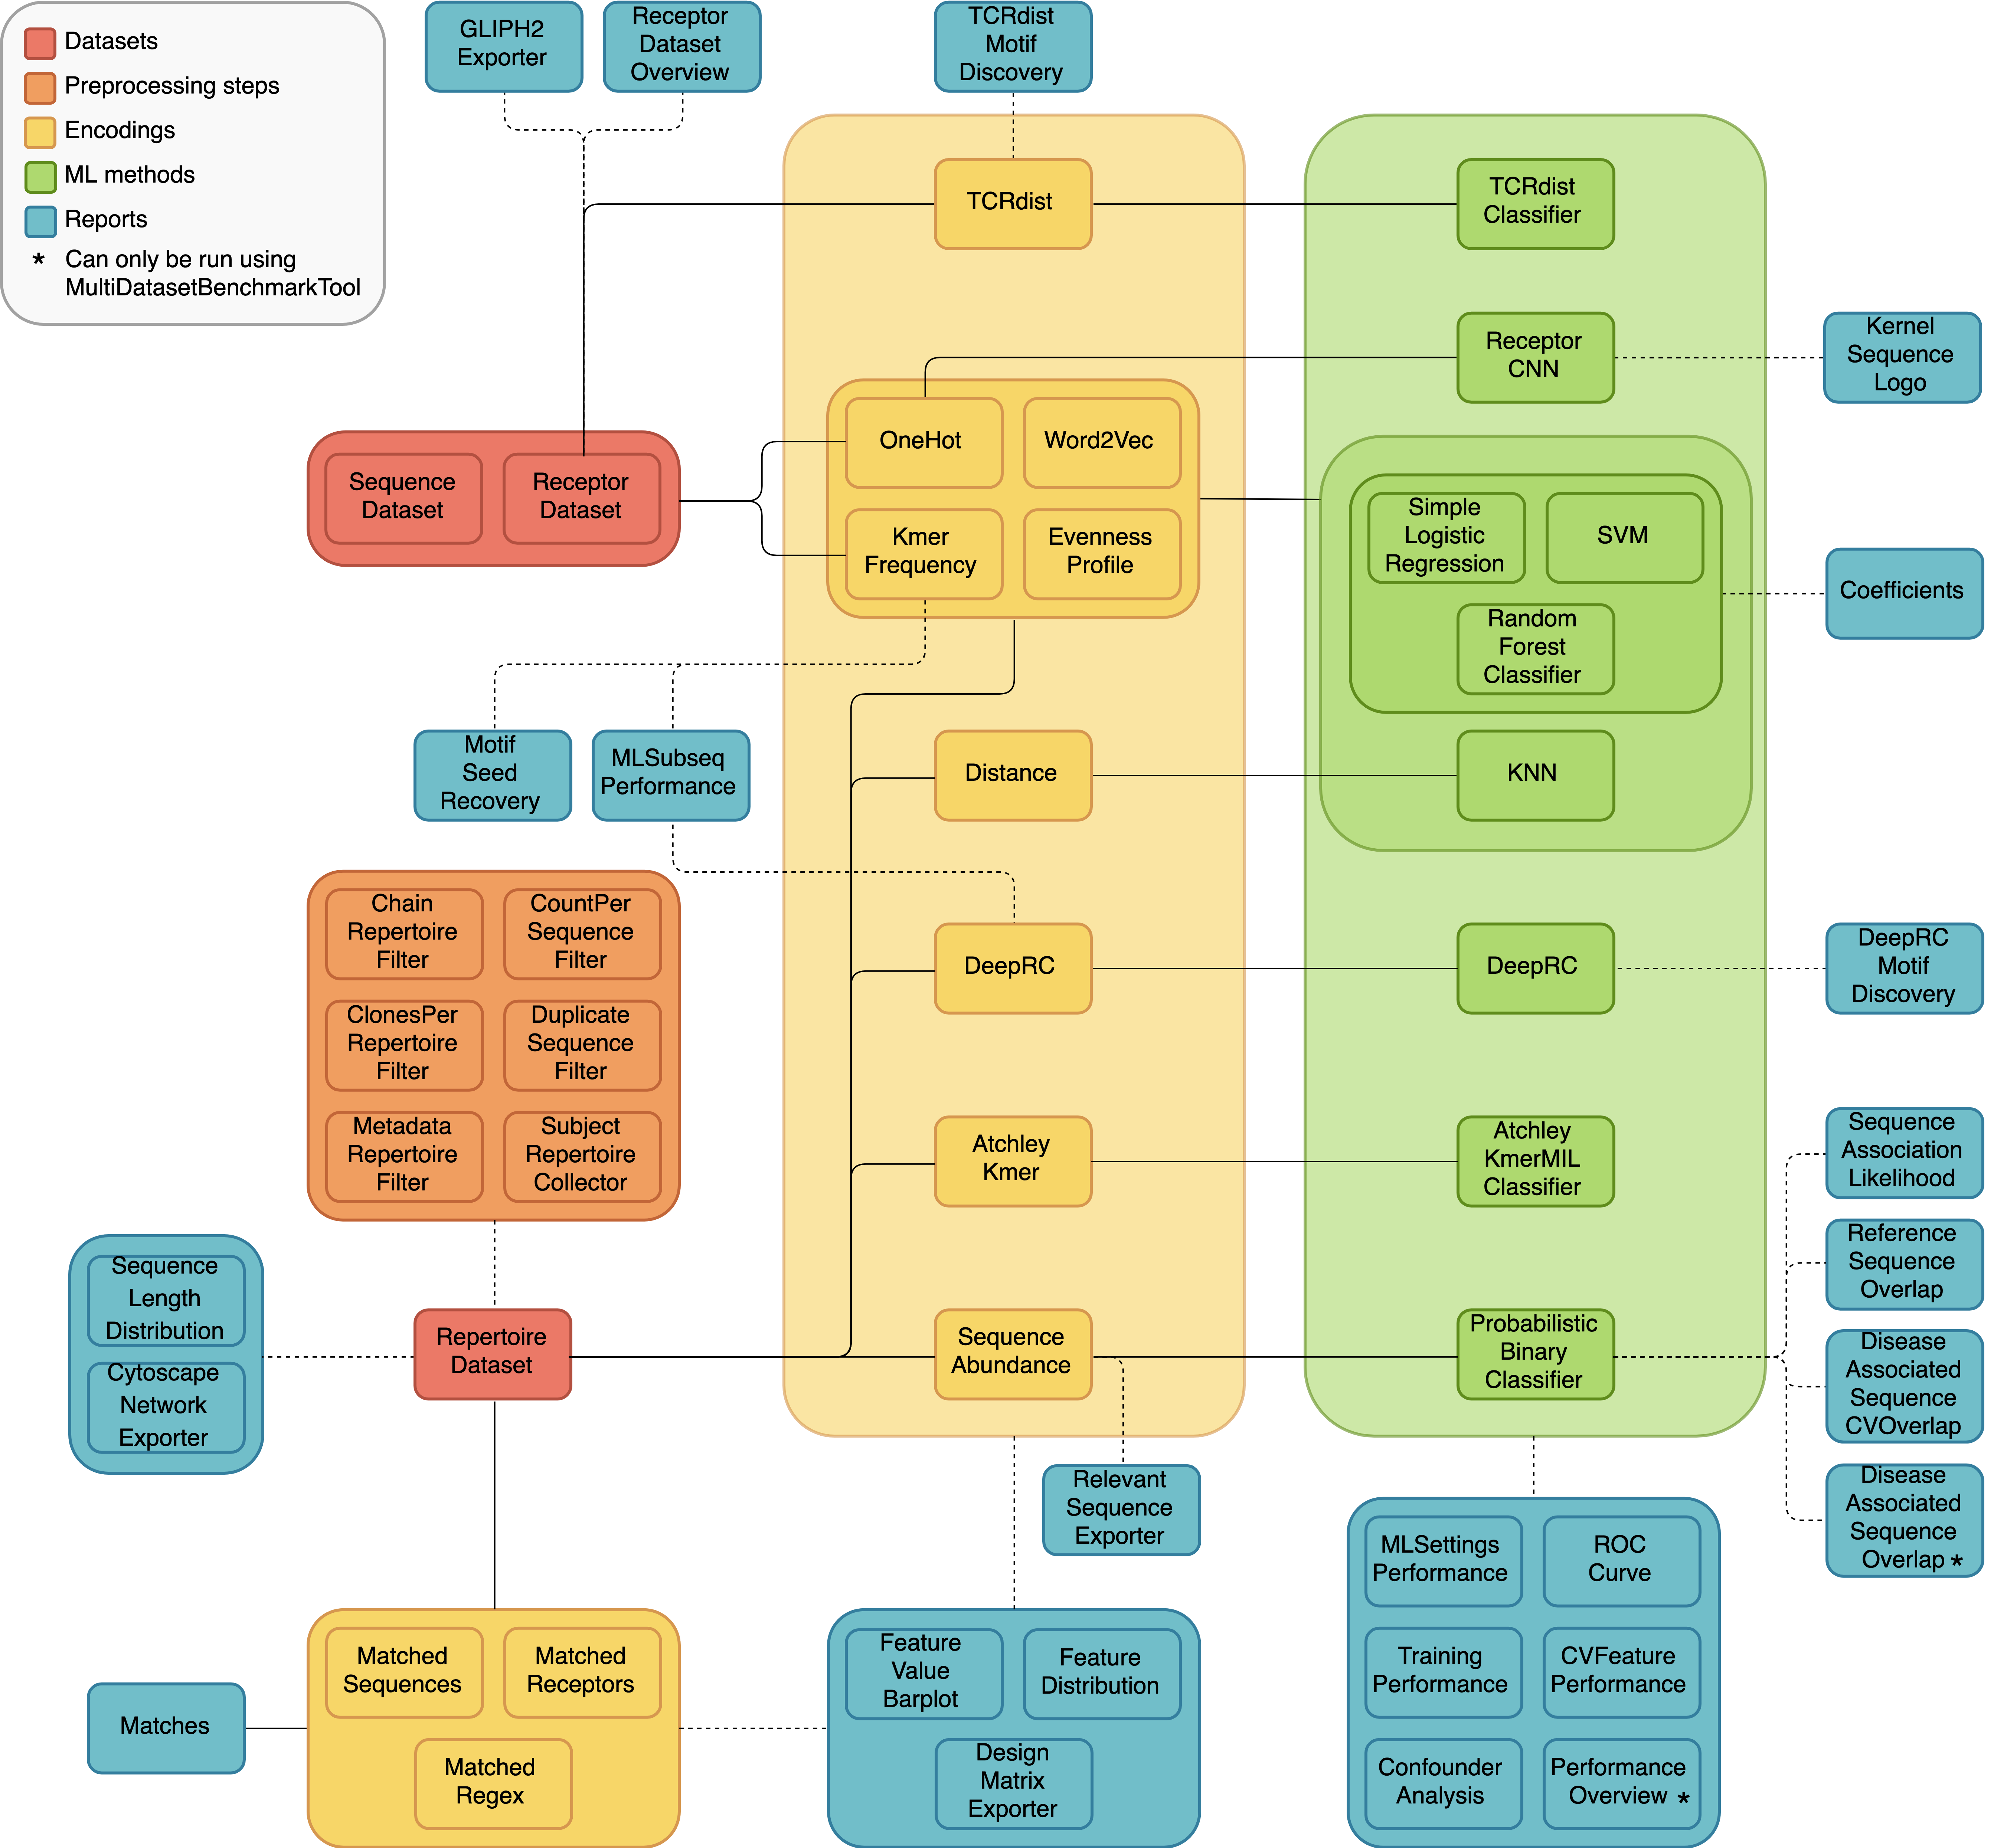 Datasets
Preprocessing steps
Encodings
ML methods
Reports
* Can only be run using
MultiDatasetBenchmarkTool
GLIPH2
Exporter
Receptor
Dataset
Overview
TCRdist
Motif
Discovery
TCRdist
TCRdist
Classifier
Receptor
CNN
Kernel
Sequence
Logo
Sequence
Dataset
Receptor
Dataset
OneHot
Word2Vec
Kmer
Frequency
Evenness
Profile
Simple
Logistic
Regression
SVM
Random
Forest
Classifier
Coefficients
Motif
Seed
Recovery
MLSubseq
Performance
Distance
KNN
Chain
Repertoire
Filter
CountPer
Sequence
Filter
ClonesPer
Repertoire
Filter
Duplicate
Sequence
Filter
Metadata
Repertoire
Filter
Subject
Repertoire
Collector
DeepRC
DeepRC
DeepRC
Motif
Discovery
Atchley
Kmer
Atchley
KmerMIL
Classifier
Sequence
Association
Likelihood
Reference
Sequence
Overlap
Disease
Associated
Sequence
CVOverlap
Disease
Associated
Sequence
Overlap *
Sequence
Length
Distribution
Cytoscape
Network
Exporter
Repertoire
Dataset
Sequence
Abundance
Probabilistic
Binary
Classifier
Relevant
Sequence
Exporter
Matches
Matched
Sequences
Matched
Receptors
Matched
Regex
Feature
Value
Barplot
Feature
Distribution
Design
Matrix
Exporter
MLSettings
Performance
ROC
Curve
Training
Performance
CVFeature
Performance
Confounder
Analysis
Performance
Overview *